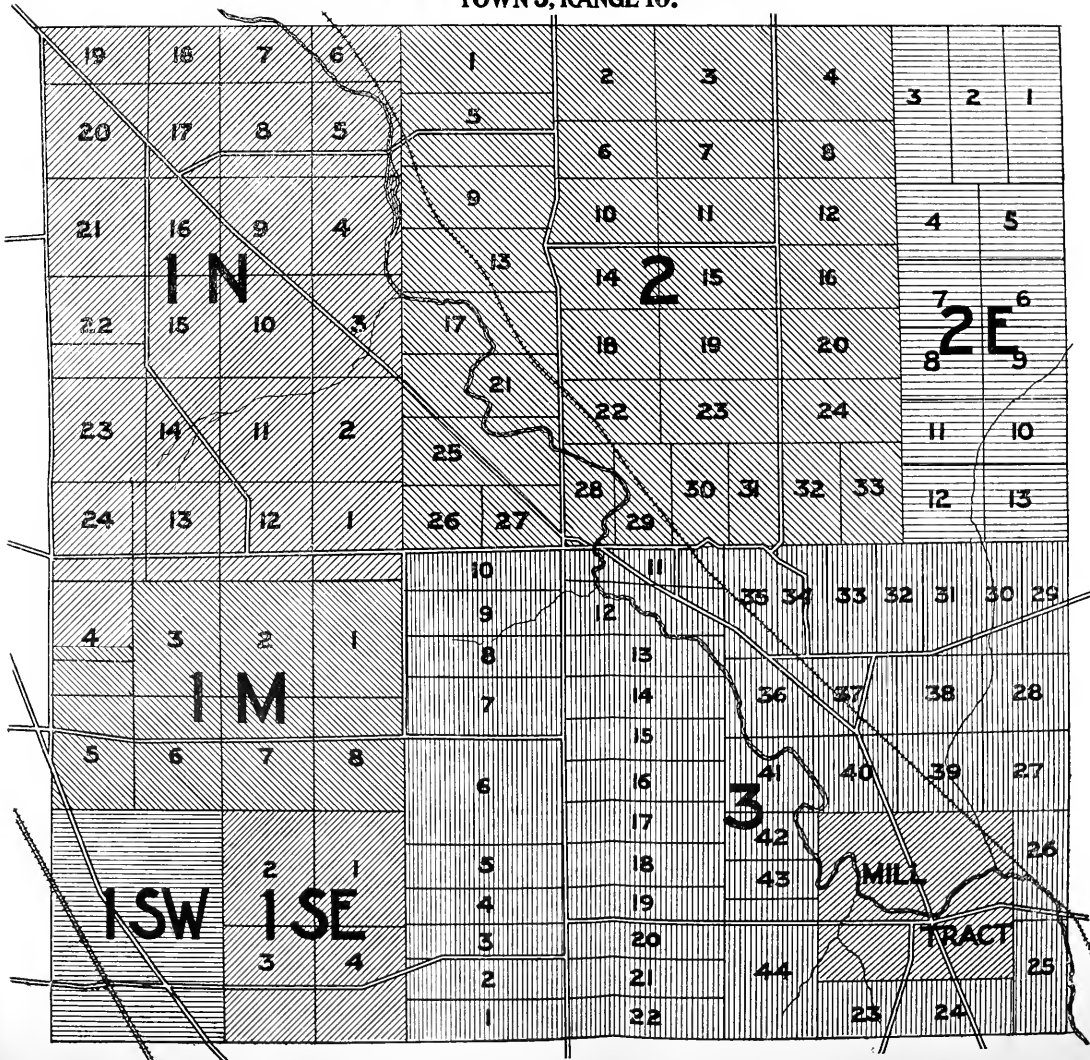 TOWN RANGE 10.
19 18 7 6 1 2 3 4 3 2 1
20 17 8 5 5 6 7 8
21 16 9 4 9 10 11 12 4 5
1 N 13 14 2 15 16
22 15 10 3 17 18 19 20 7 6
2E
8 9
21 22 23 24
23 14 11 2 25 11 10
24 13 12 1 26 27 28 29 30 31 32 33 12 13
10 11
9 12 35 34 33 32 31 30 29
4 3 2 1 8 13
1 M 7 14 36 37 38 28
5 6 7 8 15
6 16 41 40 39 27
17 3 42
2 1 5 18 43 MILL 26
1SW 1SE 4 19
3 20 TRACT
3 4 2 21 44 25
1 22 23 24